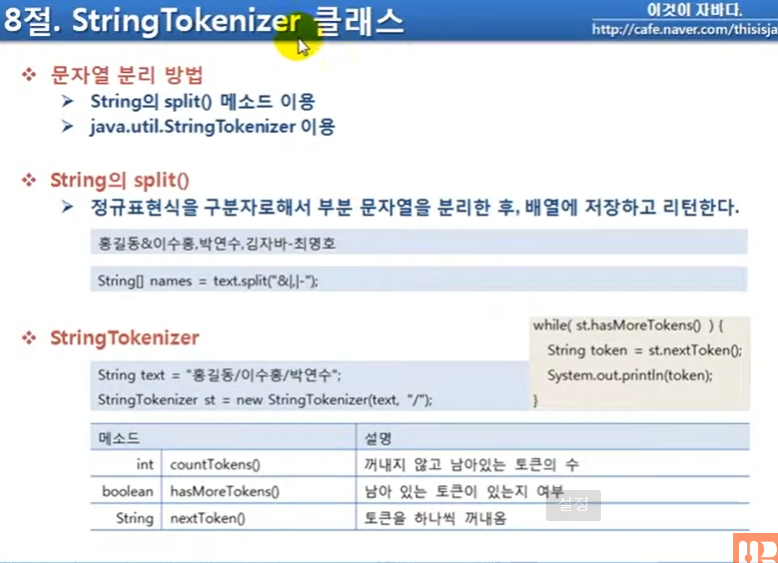 8절. StringTokenizer 클래스
이것이 자바다.
http://cafe.naver.com/thisisja
문자열 분리 방법
String의 split() 메소드 이용
java.util.StringTokenizer 이용
String의 split()
정규표현식을 구분자로해서 부분 문자열을 분리한 후, 배열에 저장하고 리턴한다.
홍길동&이수홍,박연수,김자바-최명호
String[] names = text.split("&|,|-");
StringTokenizer
String text = "홍길동/이수홍/박연수";
StringTokenizer st = new StringTokenizer(text, "/");
while( st.hasMoreTokens() ) {
String token = st.nextToken();
System.out.println(token);
}
메소드 설명
int countTokens() 꺼내지 않고 남아있는 토큰의 수
boolean hasMoreTokens() 남아 있는 토큰이 있는지 여부
설정
String nextToken() 토큰을 하나씩 꺼내옴